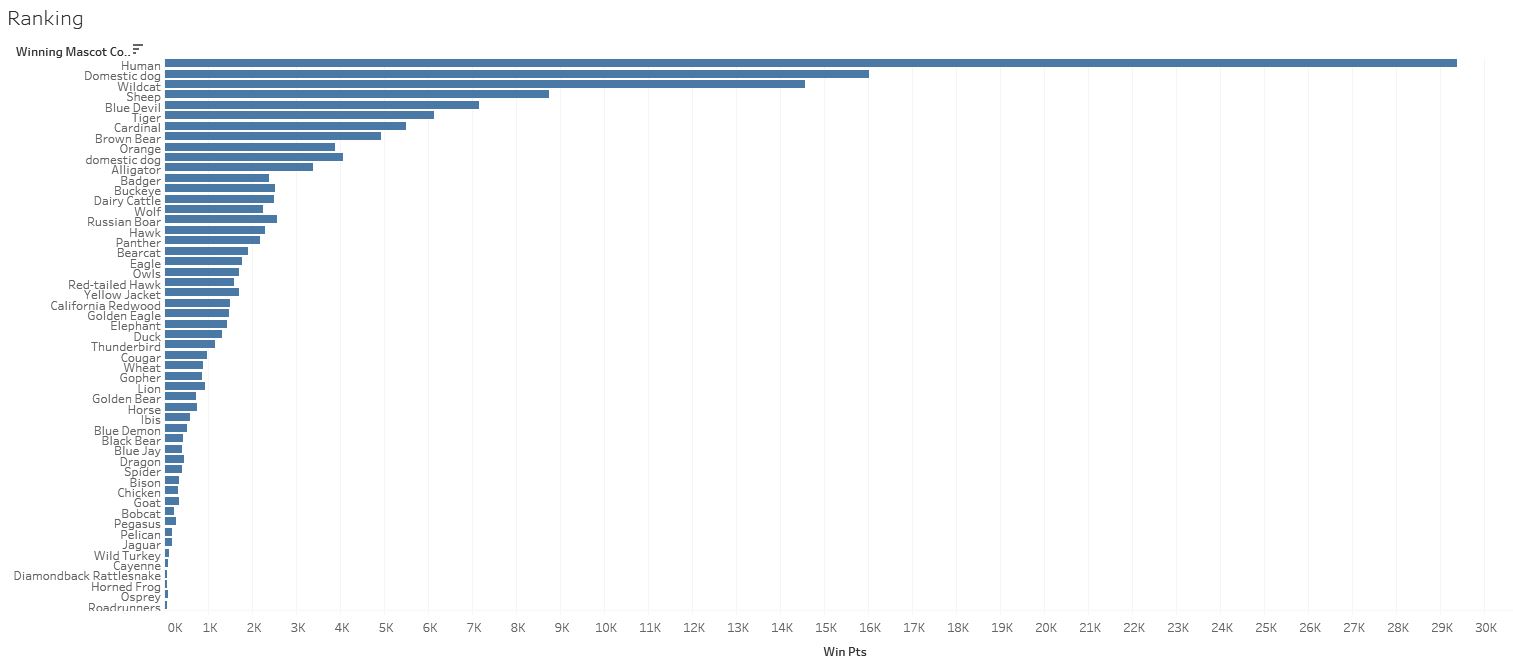 Ranking
Winning Mascot Co..
Human
Domestic dog
Wildcat
Sheep
Blue Devil
Tiger
Cardinal
Brown Bear
Orange
domestic dog
Alligator
Badger
Buckeye
Dairy Cattle
Wolf
Russian Boar
Hawk
Panther
Bearcat
Eagle
Owls
Red-tailed Hawk
Yellow Jacket
California Redwood
Golden Eagle
Elephant
Duck
Thunderbird
Cougar
Wheat
Gopher
Lion
Golden Bear
Horse
Ibis
Blue Demon
Black Bear
Blue Jay
Dragon
Spider
Bison
Chicken
Goat
Bobcat
Pegasus
Pelican
Jaguar
Wild Turkey
Cayenne
Diamondback Rattlesnake
Horned Frog
Osprey
Roadrunners
0K 1K 2K 3K 4K 5K 6K 7K 8K 9K 10K 11K 12K 13K 14K 15K 16K 17K 18K 19K 20K 21K 22K 23K 24K 25K 26K 27K 28K 29K 30K
Win Pts